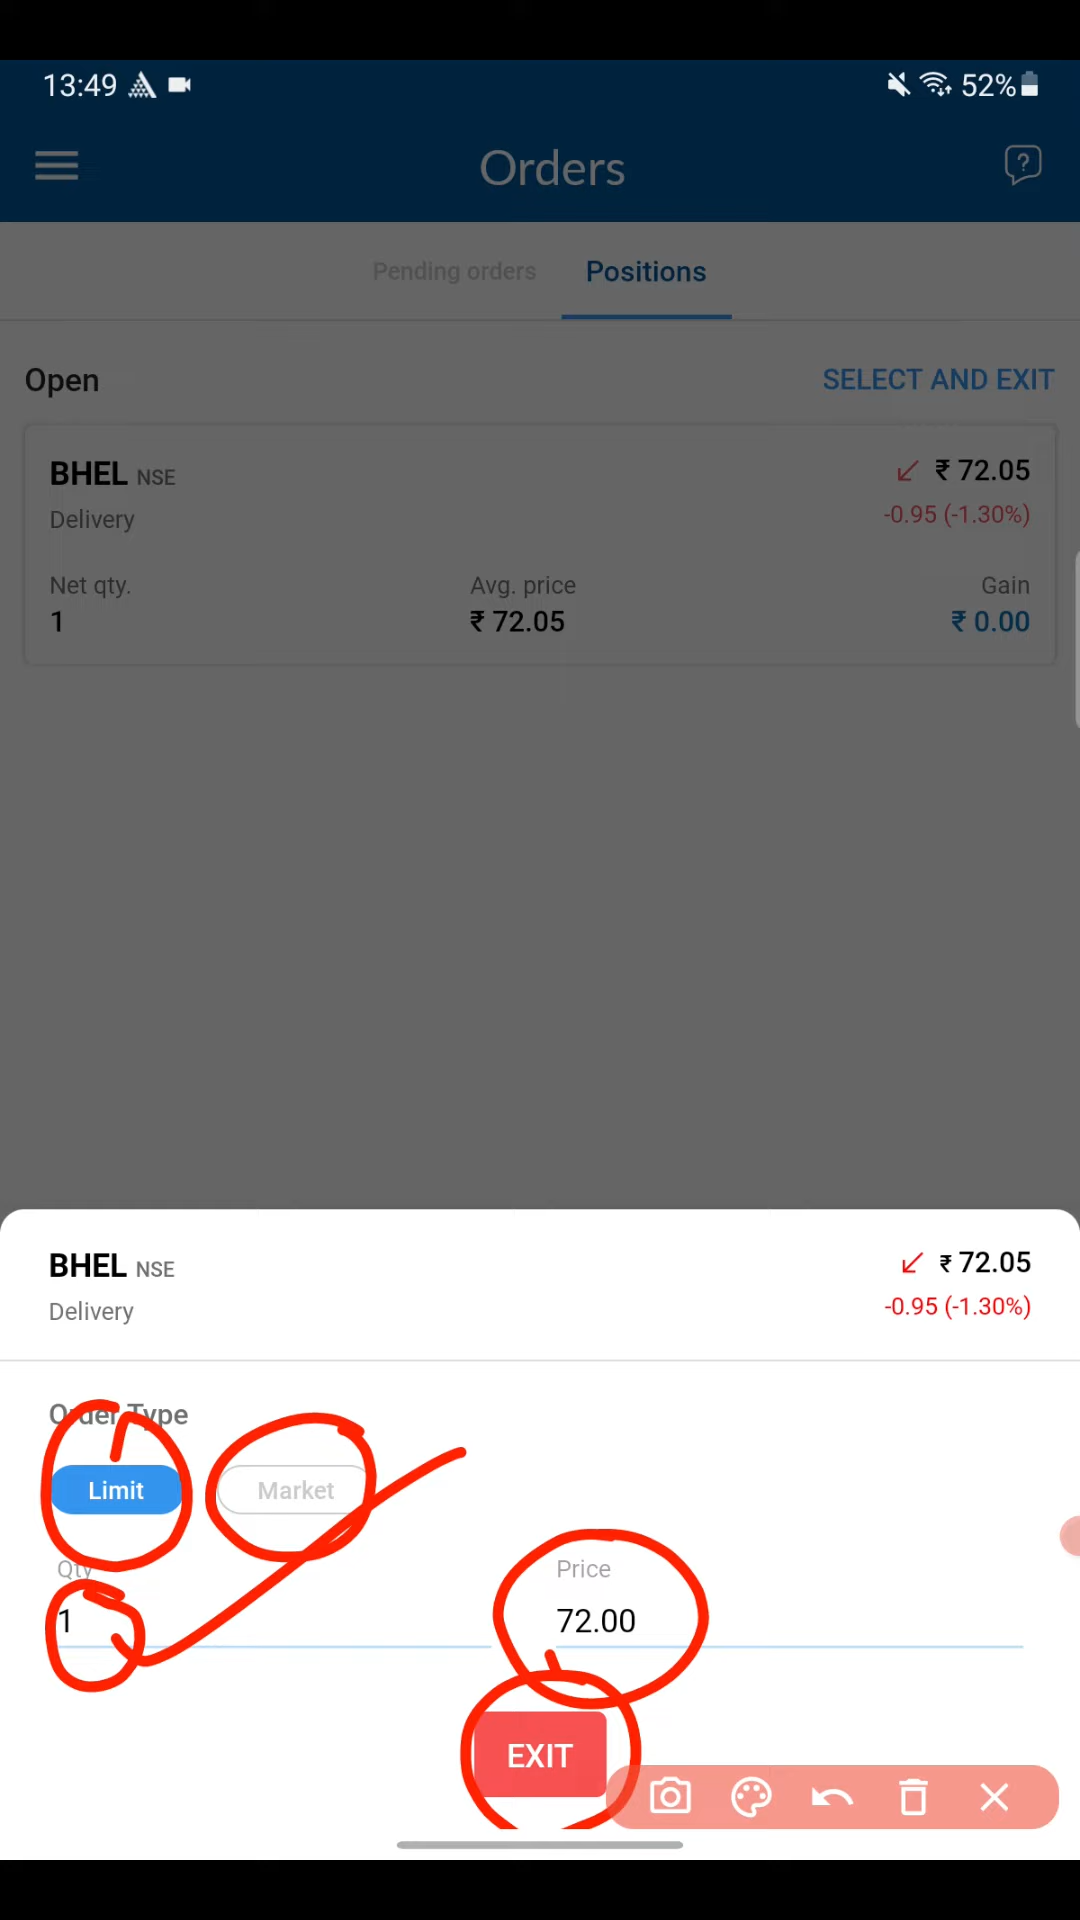 13:49 52%
Orders
Pending orders Positions
Open SELECT AND EXIT
BHEL NSE ₹ 72.05
Delivery -0.95 (-1.30%)
Net qty. Avg. price Gain
1 ₹ 72.05 ₹ 0.00
BHEL NSE ₹ 72.05
Delivery -0.95 (-1.30%)
Order Type
Limit Market
Qty Price
1 72.00
EXIT